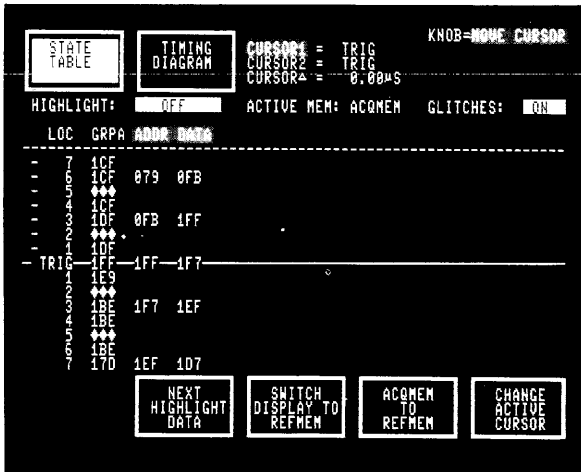 KNOB=MOVE CURSOR
STATE TABLE
TIMING DIAGRAM
CURSOR1 = TRIG
CURSOR2 = TRIG
CURSOR△ = 0.00µS
HIGHLIGHT: OFF ACTIVE MEM: ACQMEM GLITCHES: ON
LOC GRPA ADDR DATA
- 7 1CF
- 6 1CF 079 0FB
- 5 ♦♦♦
- 4 1CF
- 3 1DF 0FB 1FF
- 2 ♦♦♦
- 1 1DF
- TRIG 1FF 1FF 1F7
1 1E9
2 ♦♦♦
3 1BE 1F7 1EF
4 1BE
5 ♦♦♦
6 1BE
7 17D 1EF 1D7
NEXT HIGHLIGHT DATA
SWITCH DISPLAY TO REFMEM
ACQMEM TO REFMEM
CHANGE ACTIVE CURSOR